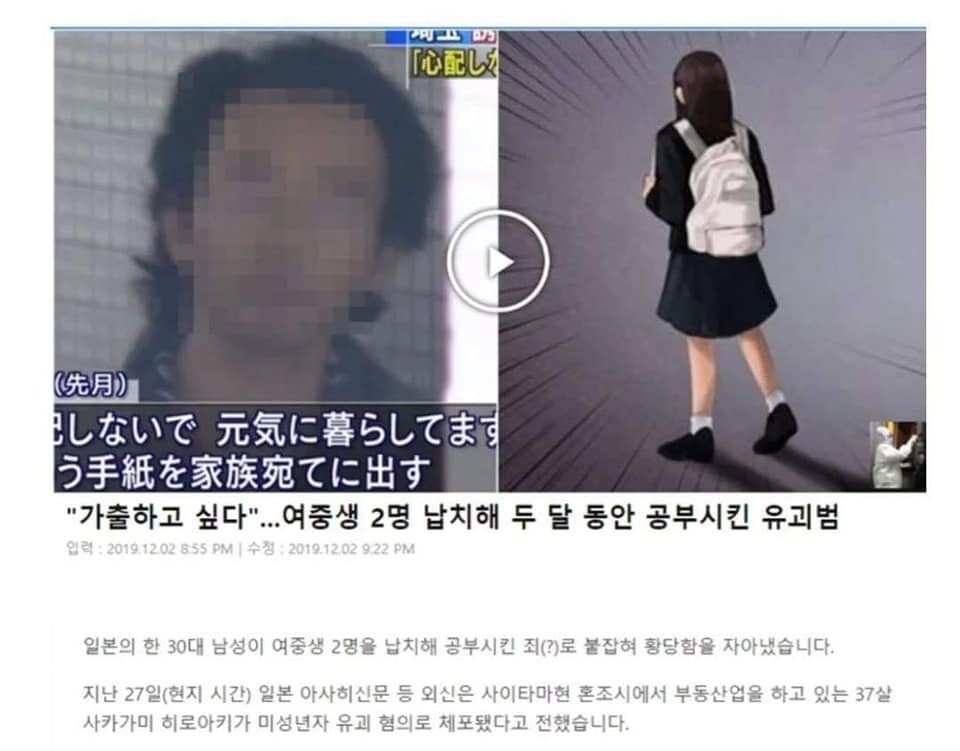 「心配しな
(先月)
配しないで 元気に暮らしてます
う手紙を家族宛てに出す
"가출하고 싶다"...여중생 2명 납치해 두 달 동안 공부시킨 유괴범
입력 : 2019.12.02 8:55 PM | 수정 : 2019.12.02 9:22 PM
일본의 한 30대 남성이 여중생 2명을 납치해 공부시킨 죄(?)로 붙잡혀 황당함을 자아냈습니다.
지난 27일(현지 시간) 일본 아사히신문 등 외신은 사이타마현 혼조시에서 부동산업을 하고 있는 37살
사카가미 히로아키가 미성년자 유괴 혐의로 체포됐다고 전했습니다.